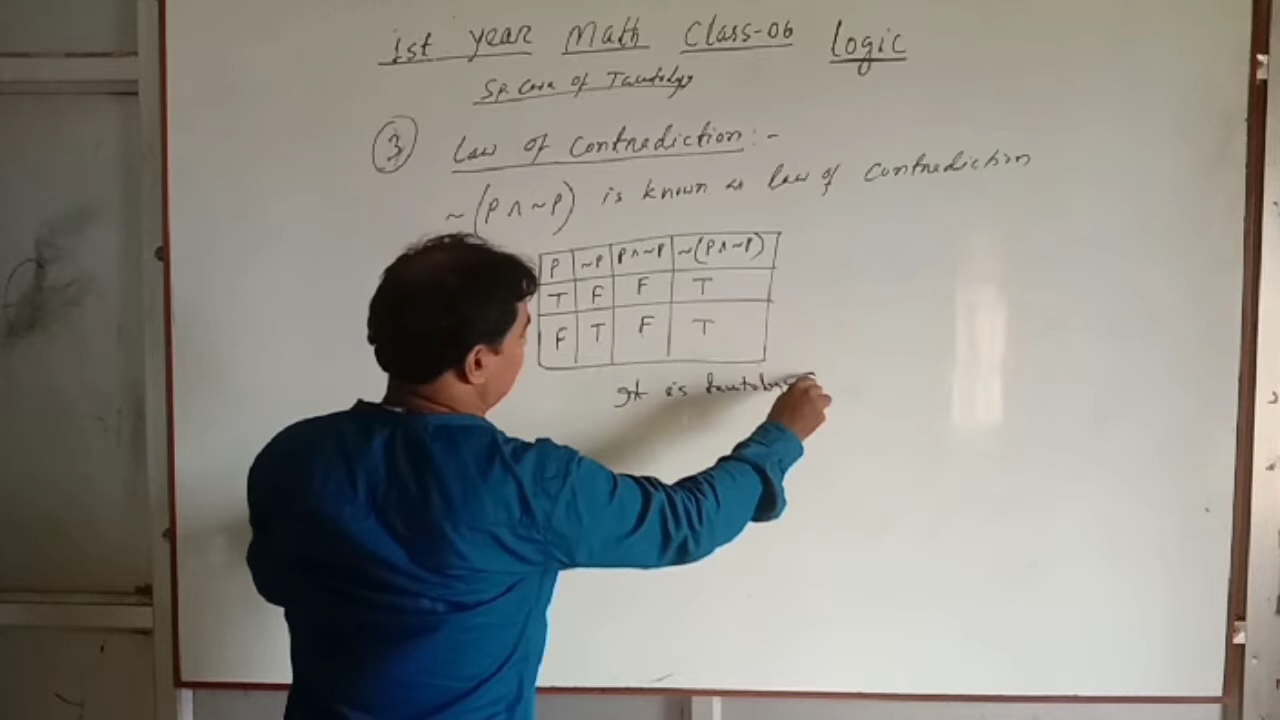 1st year Math Class-06 logic
Sp. Case of Tautology
3 Law of Contradiction:-
~(P∧~P) is known as law of contradiction
P ~P P∧~P ~(P∧~P)
T F F T
F T F T
It is tautology